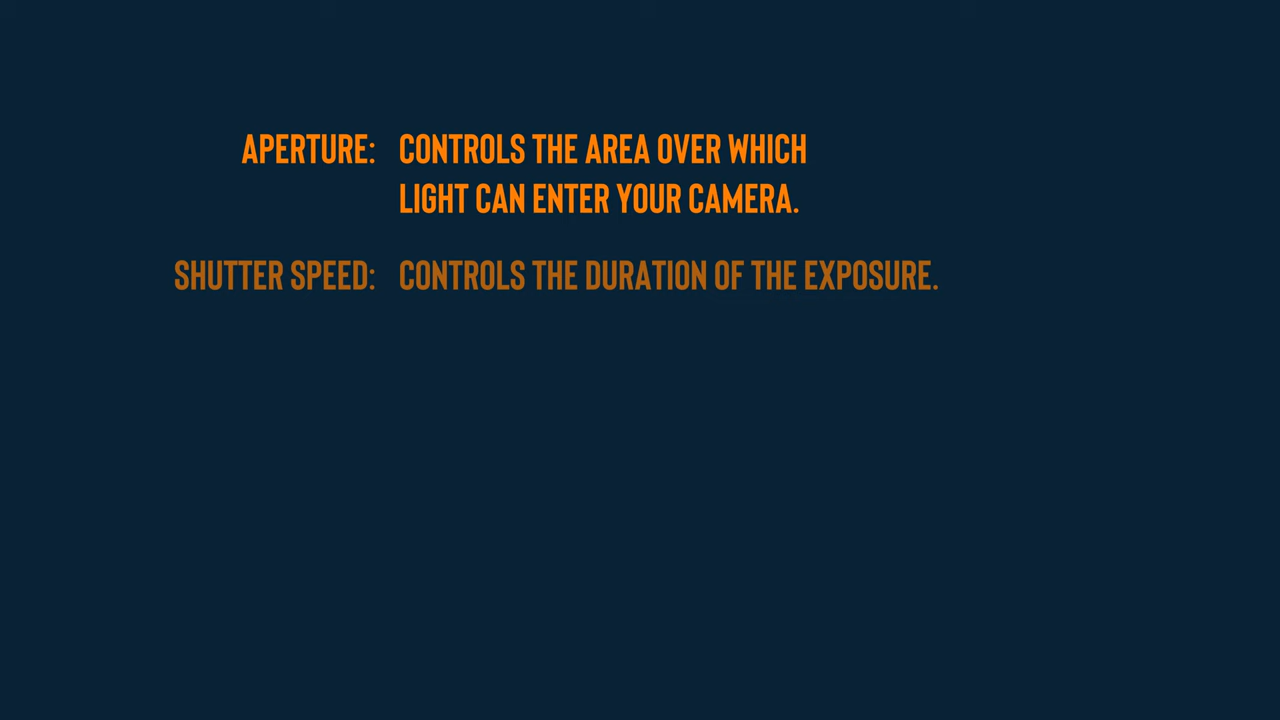 APERTURE: CONTROLS THE AREA OVER WHICH
LIGHT CAN ENTER YOUR CAMERA.
SHUTTER SPEED: CONTROLS THE DURATION OF THE EXPOSURE.